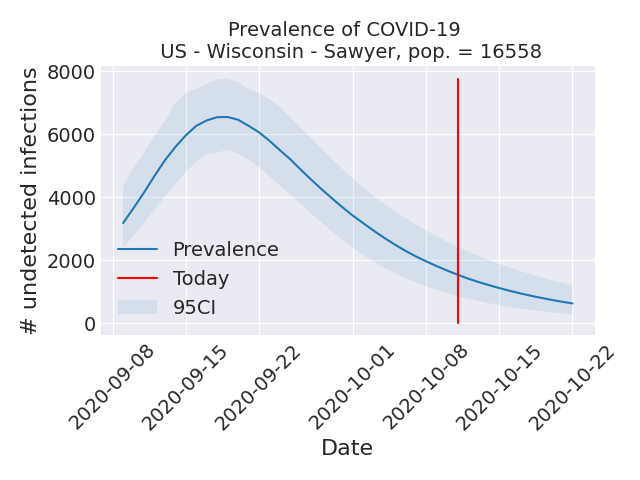 Prevalence of COVID-19
US - Wisconsin - Sawyer, pop. = 16558
# undetected infections
8000
6000
4000
2000
0
Prevalence
Today
95CI
2020-09-08
2020-09-15
2020-09-22
2020-10-01
2020-10-08
2020-10-15
2020-10-22
Date